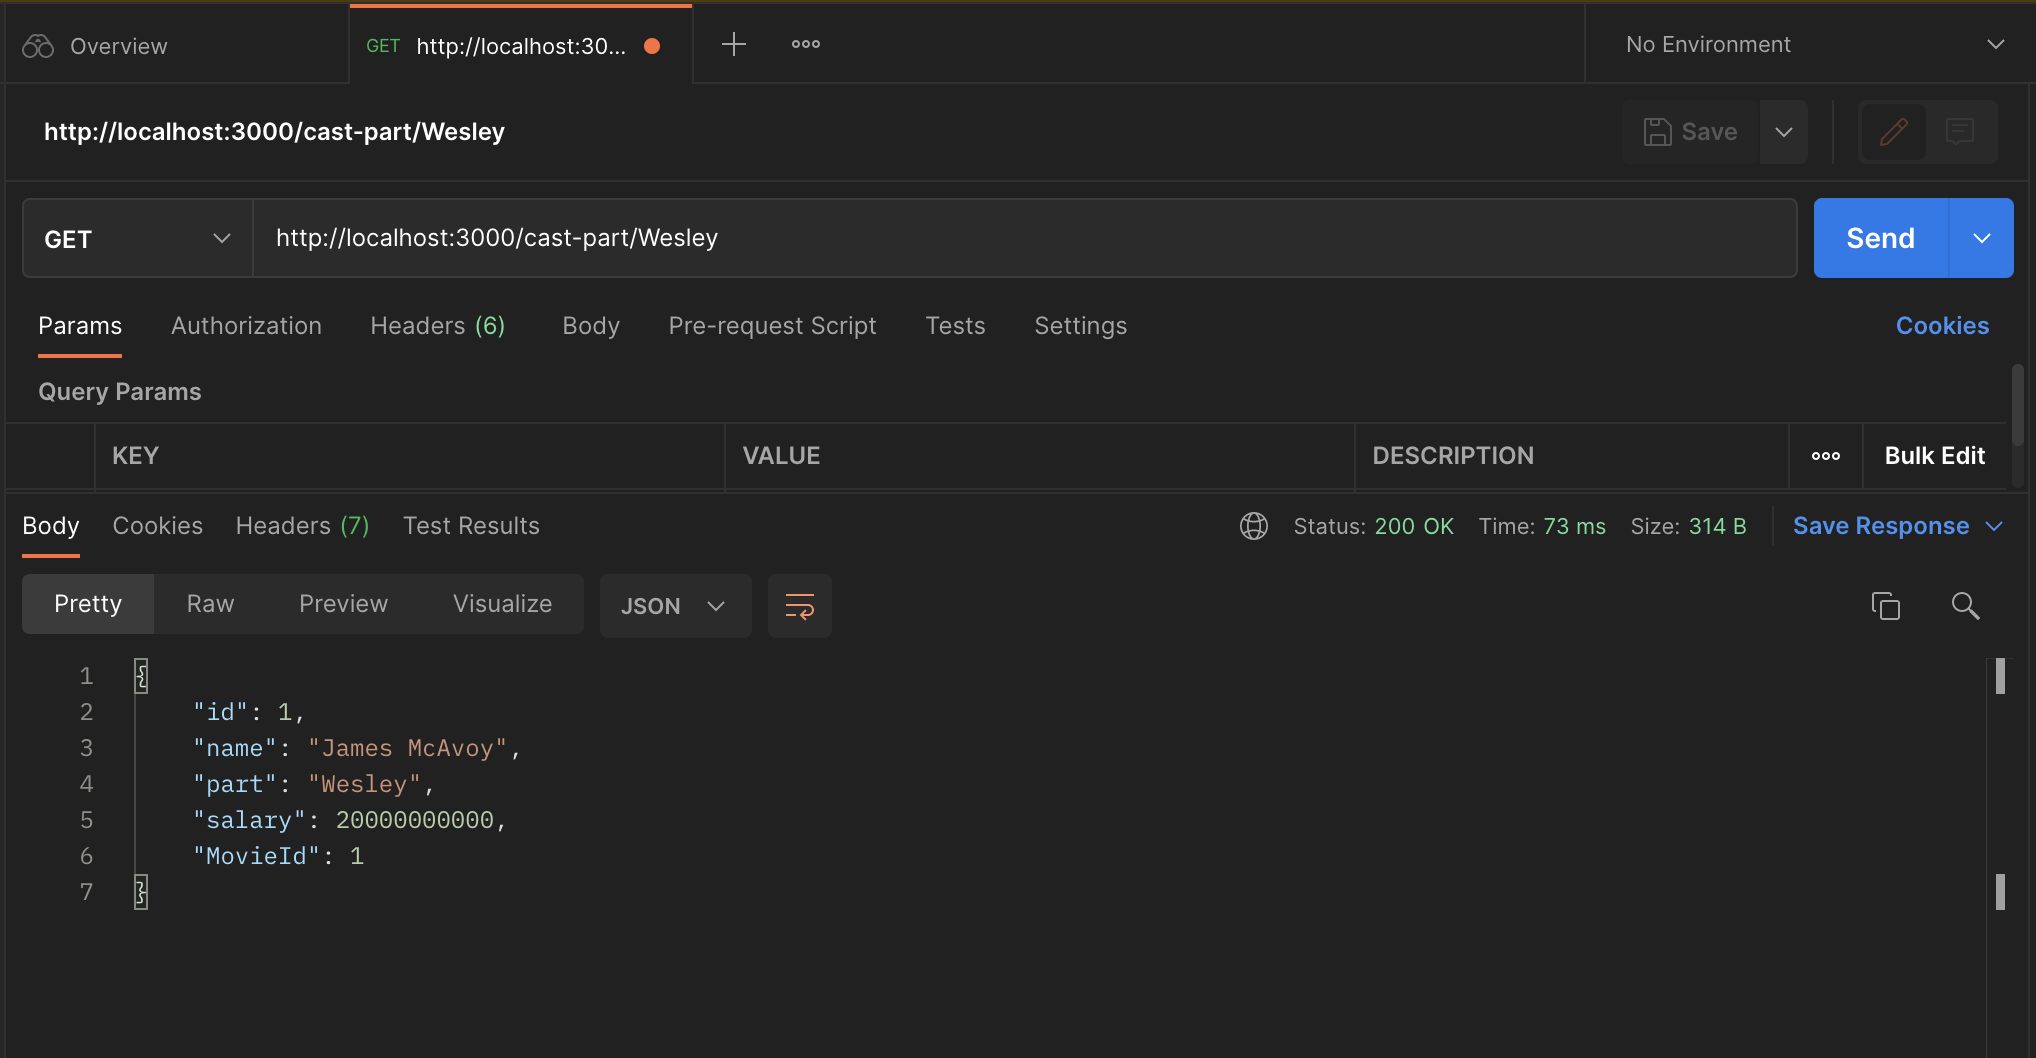 Overview
GET http://localhost:30...
No Environment
http://localhost:3000/cast-part/Wesley
Save
GET
http://localhost:3000/cast-part/Wesley
Send
Params Authorization Headers (6) Body Pre-request Script Tests Settings Cookies
Query Params
KEY VALUE DESCRIPTION Bulk Edit
Body Cookies Headers (7) Test Results Status: 200 OK Time: 73 ms Size: 314 B Save Response
Pretty Raw Preview Visualize JSON
1 {
2 "id": 1,
3 "name": "James McAvoy",
4 "part": "Wesley",
5 "salary": 20000000000,
6 "MovieId": 1
7 }